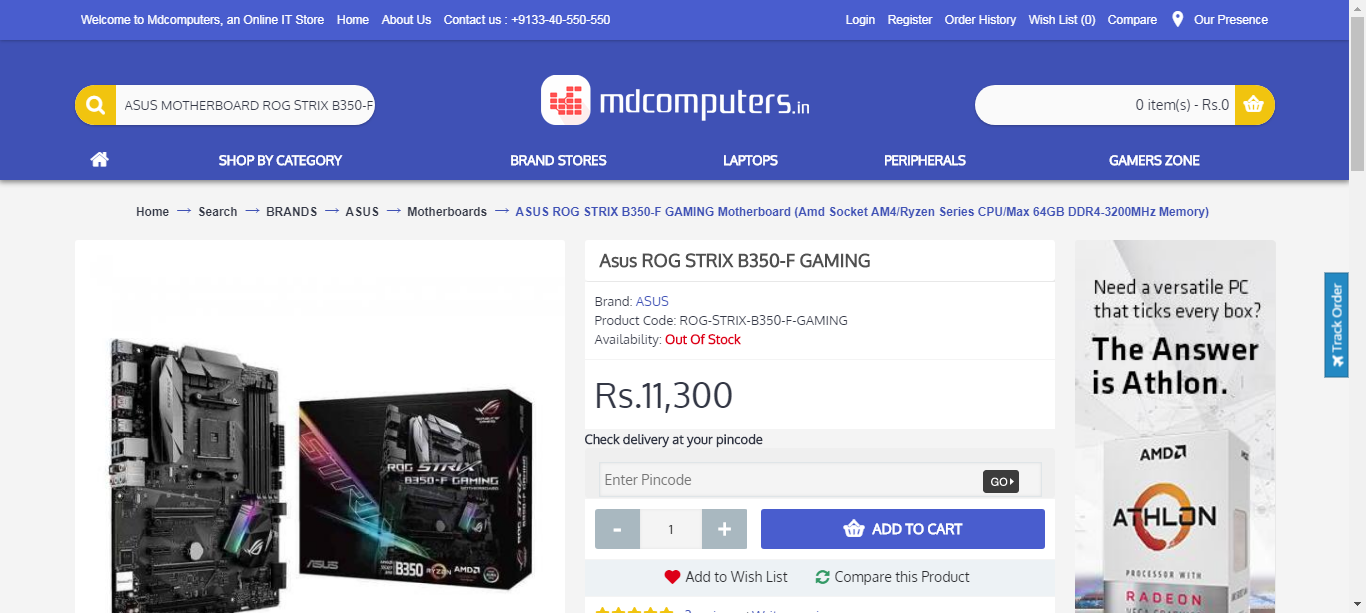 Welcome to Mdcomputers, an Online IT Store Home About Us Contact us : +9133-40-550-550
Login Register Order History Wish List (0) Compare Our Presence
ASUS MOTHERBOARD ROG STRIX B350-F
mdcomputers.in
0 item(s) - Rs.0
SHOP BY CATEGORY BRAND STORES LAPTOPS PERIPHERALS GAMERS ZONE
Home → Search → BRANDS → ASUS → Motherboards → ASUS ROG STRIX B350-F GAMING Motherboard (Amd Socket AM4/Ryzen Series CPU/Max 64GB DDR4-3200MHz Memory)
Asus ROG STRIX B350-F GAMING
Brand: ASUS
Product Code: ROG-STRIX-B350-F-GAMING
Availability: Out Of Stock
Rs.11,300
Check delivery at your pincode
Enter Pincode
GO
- 1 +
ADD TO CART
Add to Wish List
Compare this Product
ROG STRIX
B350-F GAMING
MOTHERBOARD
ASUS
B350
RYZEN
AMD
ROG STRIX
B350-F GAMING
Need a versatile PC
that ticks every box?
The Answer
is Athlon.
AMD
ATHLON
PROCESSOR WITH
RADEON
Track Order